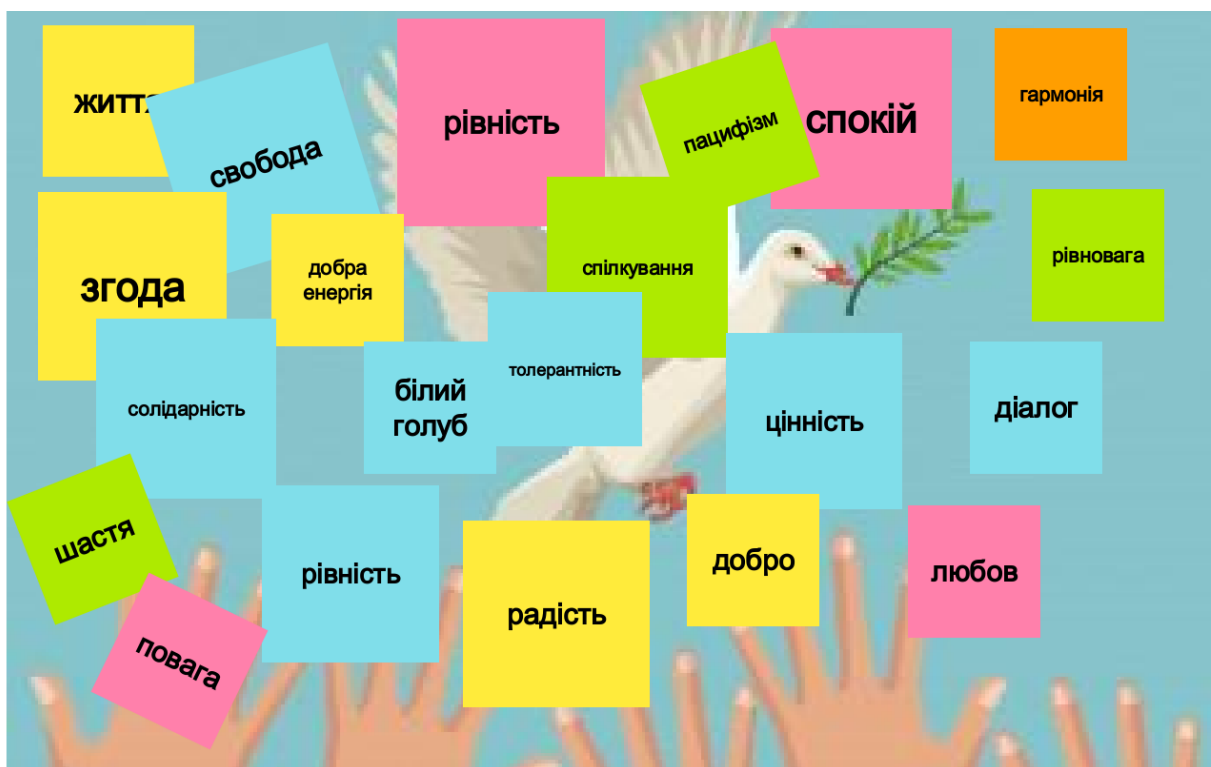 життя
свобода
рівність
пацифізм
спокій
гармонія
згода
добра
енергія
спілкування
рівновага
солідарність
білий
голуб
толерантність
цінність
діалог
шастя
рівність
радість
добро
любов
повага